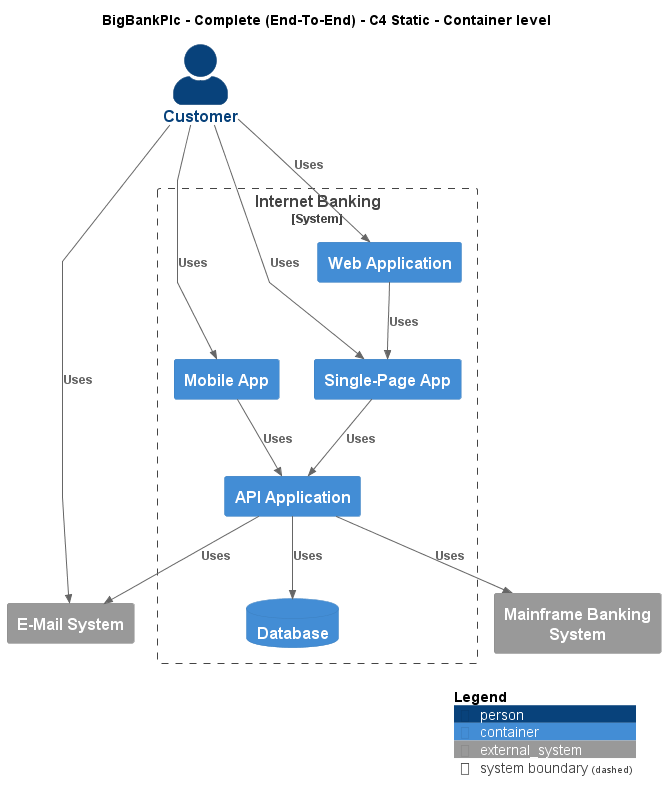 BigBankPlc - Complete (End-To-End) - C4 Static - Container level
Customer
Uses
Internet Banking
[System]
Web Application
Uses
Uses
Uses
Uses
Mobile App
Single-Page App
Uses
Uses
API Application
Uses
Uses
Uses
E-Mail System
Database
Mainframe Banking
System
Legend
person
container
external_system
system boundary (dashed)